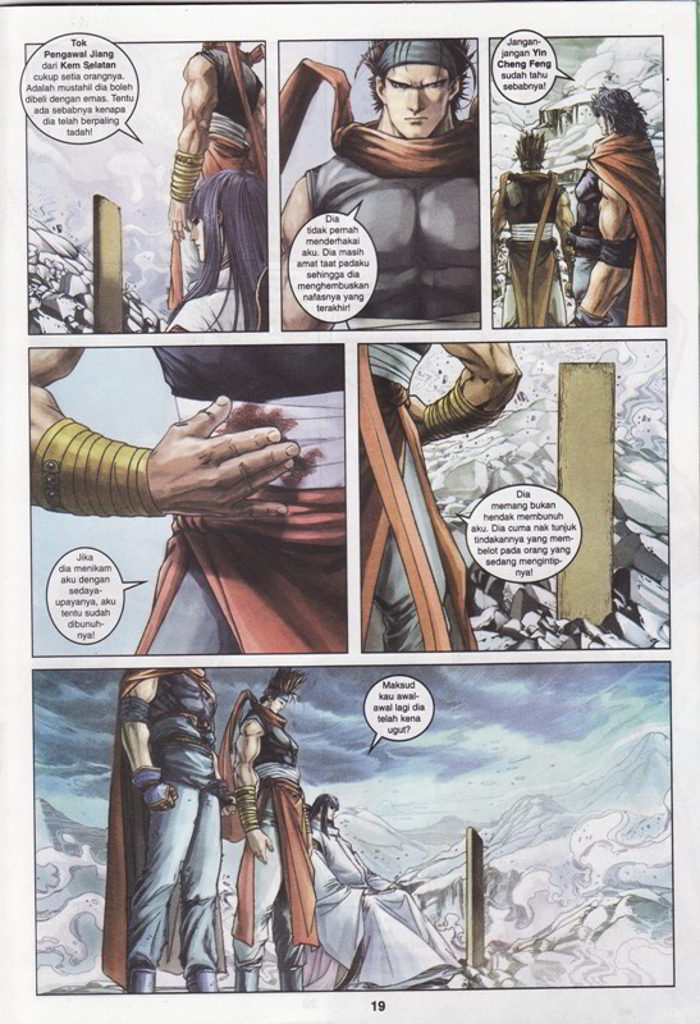 Tok
Pengawal Jiang
dari Kem Selatan
cukup setia orangnya.
Adalah mustahil dia boleh
dibeli dengan emas. Tentu
ada sebabnya kenapa
dia telah berpaling
tadah!
Dia
tidak pernah
menderhakai
aku. Dia masih
amat taat padaku
sehingga dia
menghembuskan
nafasnya yang
terakhir!
Jangan-
jangan Yin
Cheng Feng
sudah tahu
sebabnya!
Jika
dia menikam
aku dengan
sedaya-
upayanya, aku
tentu sudah
dibunuh-
nya!
Dia
memang bukan
hendak membunuh
aku. Dia cuma nak tunjuk
tindakannya yang mem-
belot pada orang yang
sedang mengintip-
nya!
Maksud
kau awal-
awal lagi dia
telah kena
ugut?
19